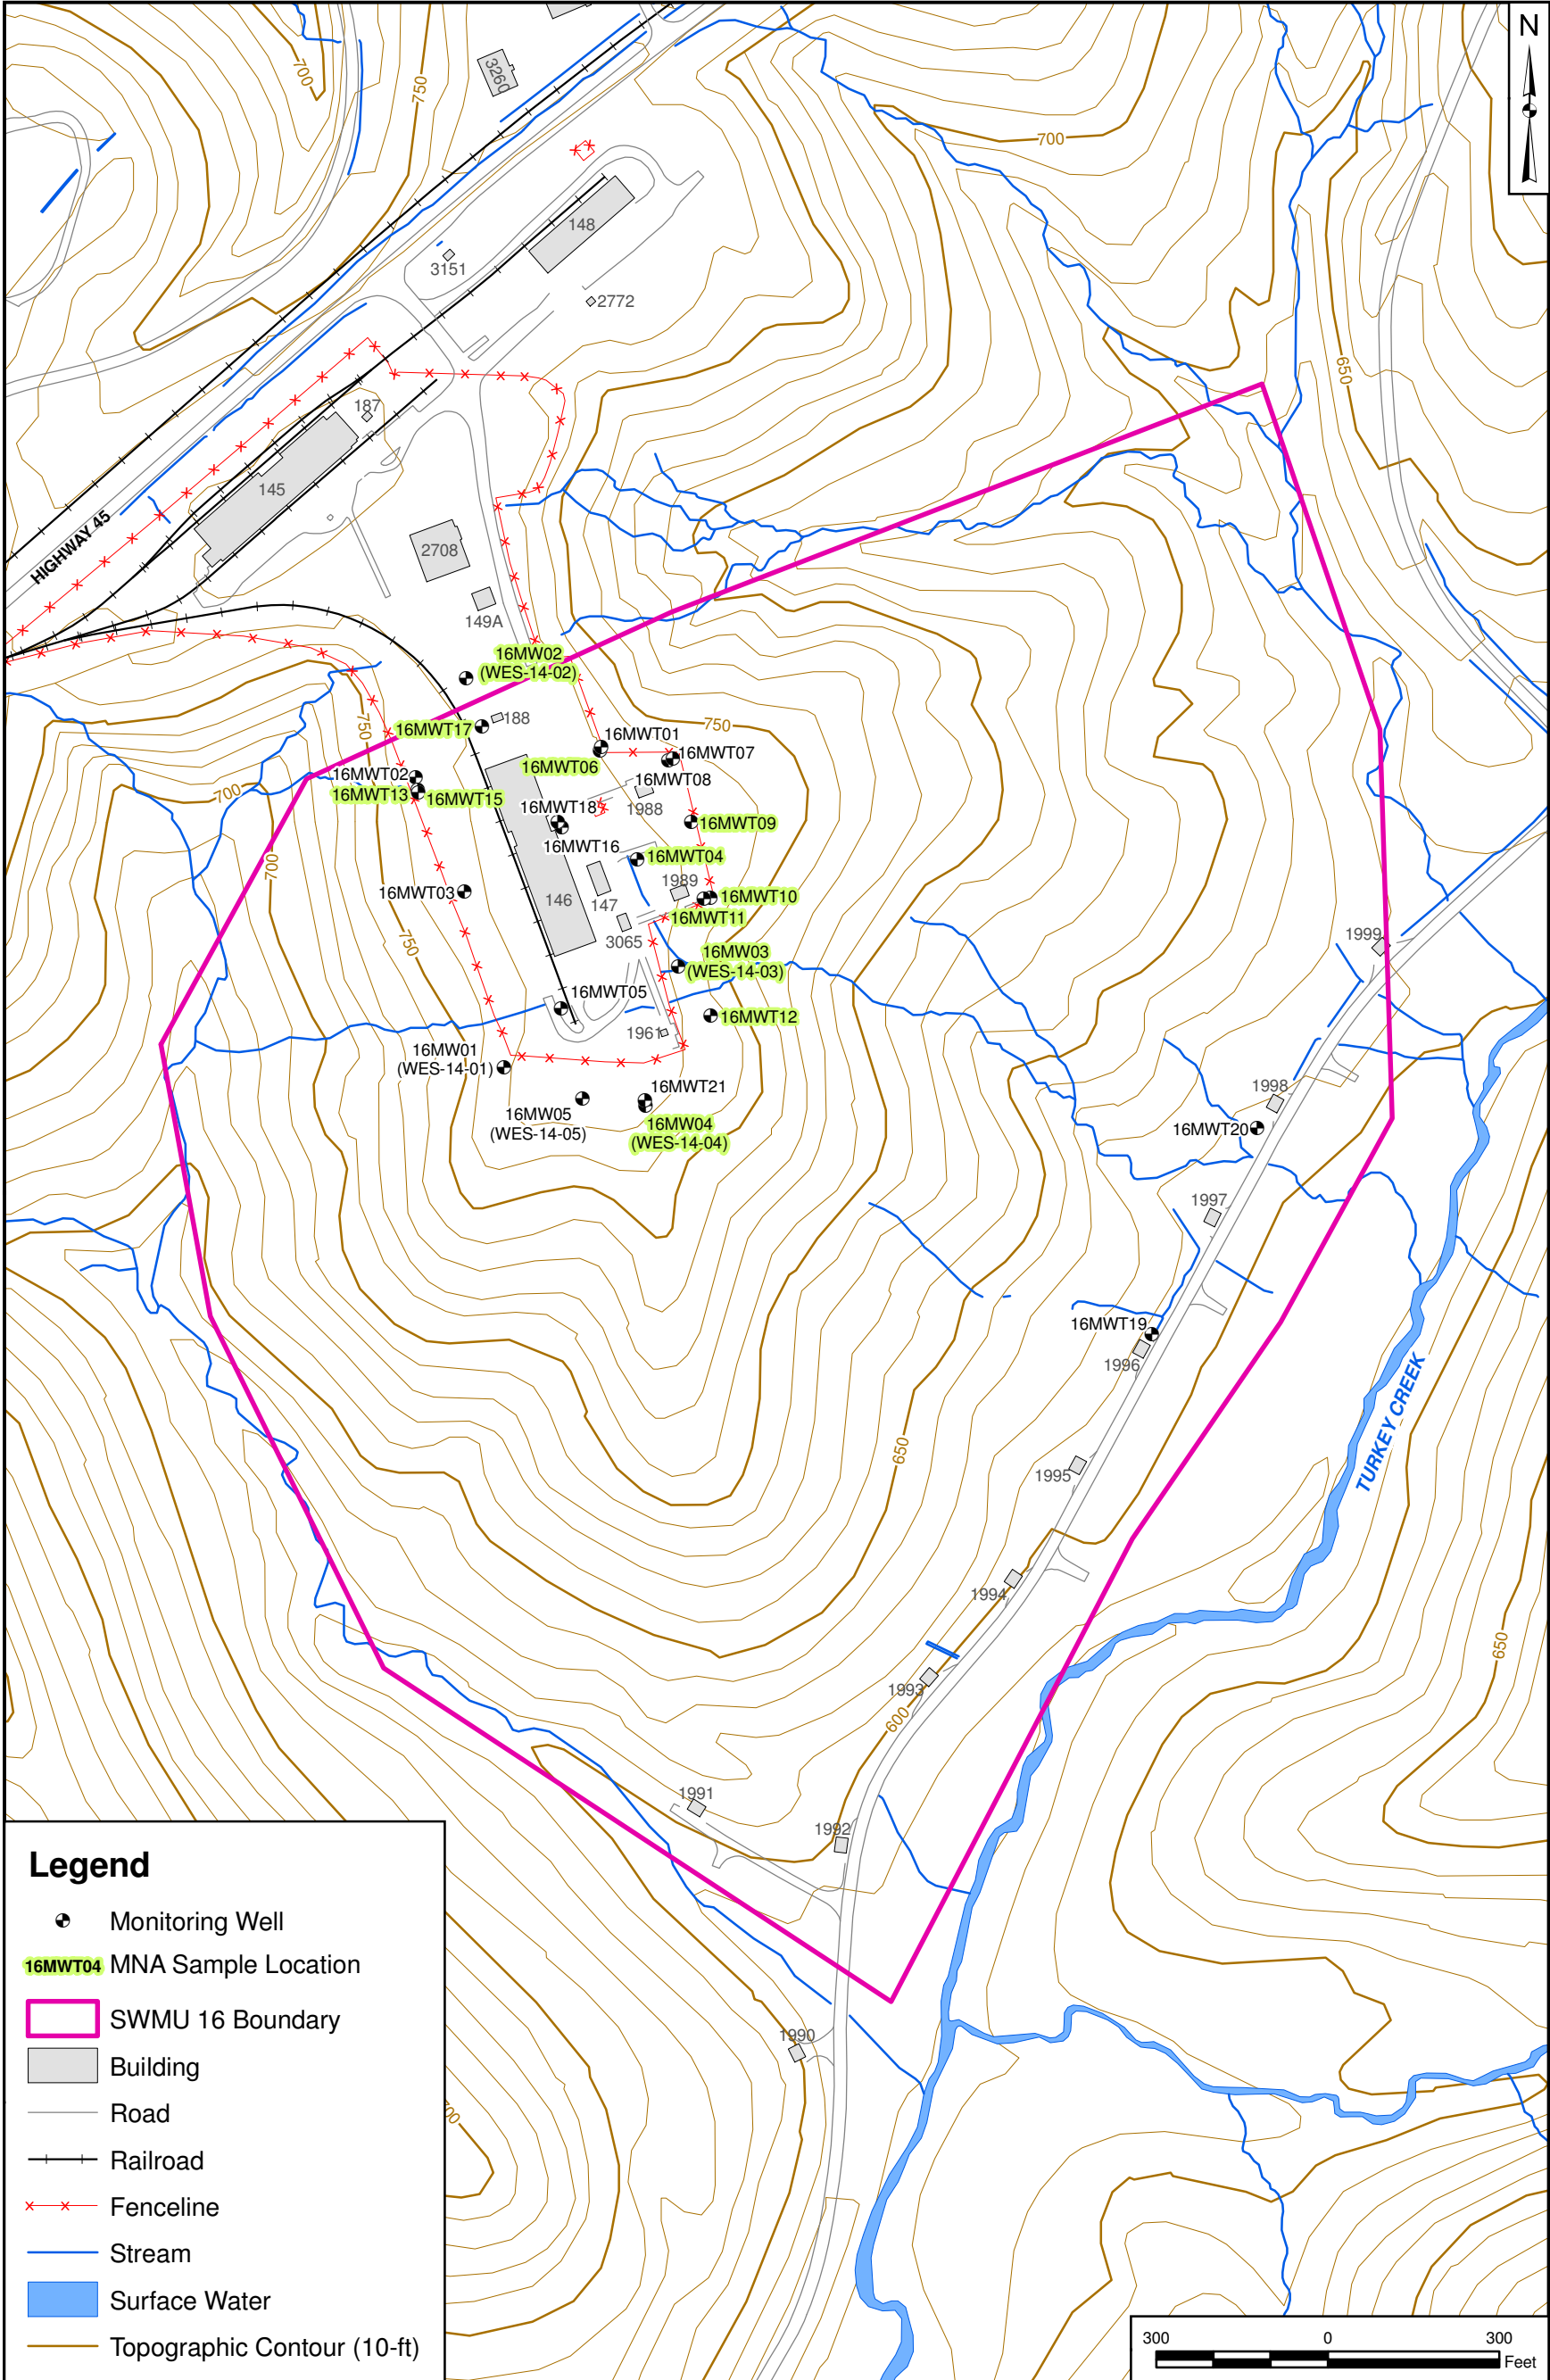 N
700
750
3260
700
148
3151
2772
650
187
145
HIGHWAY 45
2708
149A
16MW02
(WES-14-02)
188
750
16MWT17
750
16MWT01
16MWT07
16MWT06
16MWT02
16MWT08
700
16MWT13
16MWT15
1988
16MWT18
16MWT09
16MWT16
16MWT04
700
1989
16MWT03
16MWT10
146
147
16MWT11
3065
750
1999
16MW03
(WES-14-03)
16MWT05
16MWT12
1961
16MW01
(WES-14-01)
16MWT21
1998
16MW05
(WES-14-05)
16MW04
(WES-14-04)
16MWT20
1997
16MWT19
1996
TURKEY CREEK
650
1995
1994
650
1993
600
1991
1992
1990
700
Legend
Monitoring Well
16MWT04 MNA Sample Location
SWMU 16 Boundary
Building
Road
Railroad
Fenceline
Stream
Surface Water
Topographic Contour (10-ft)
300 0 300
Feet